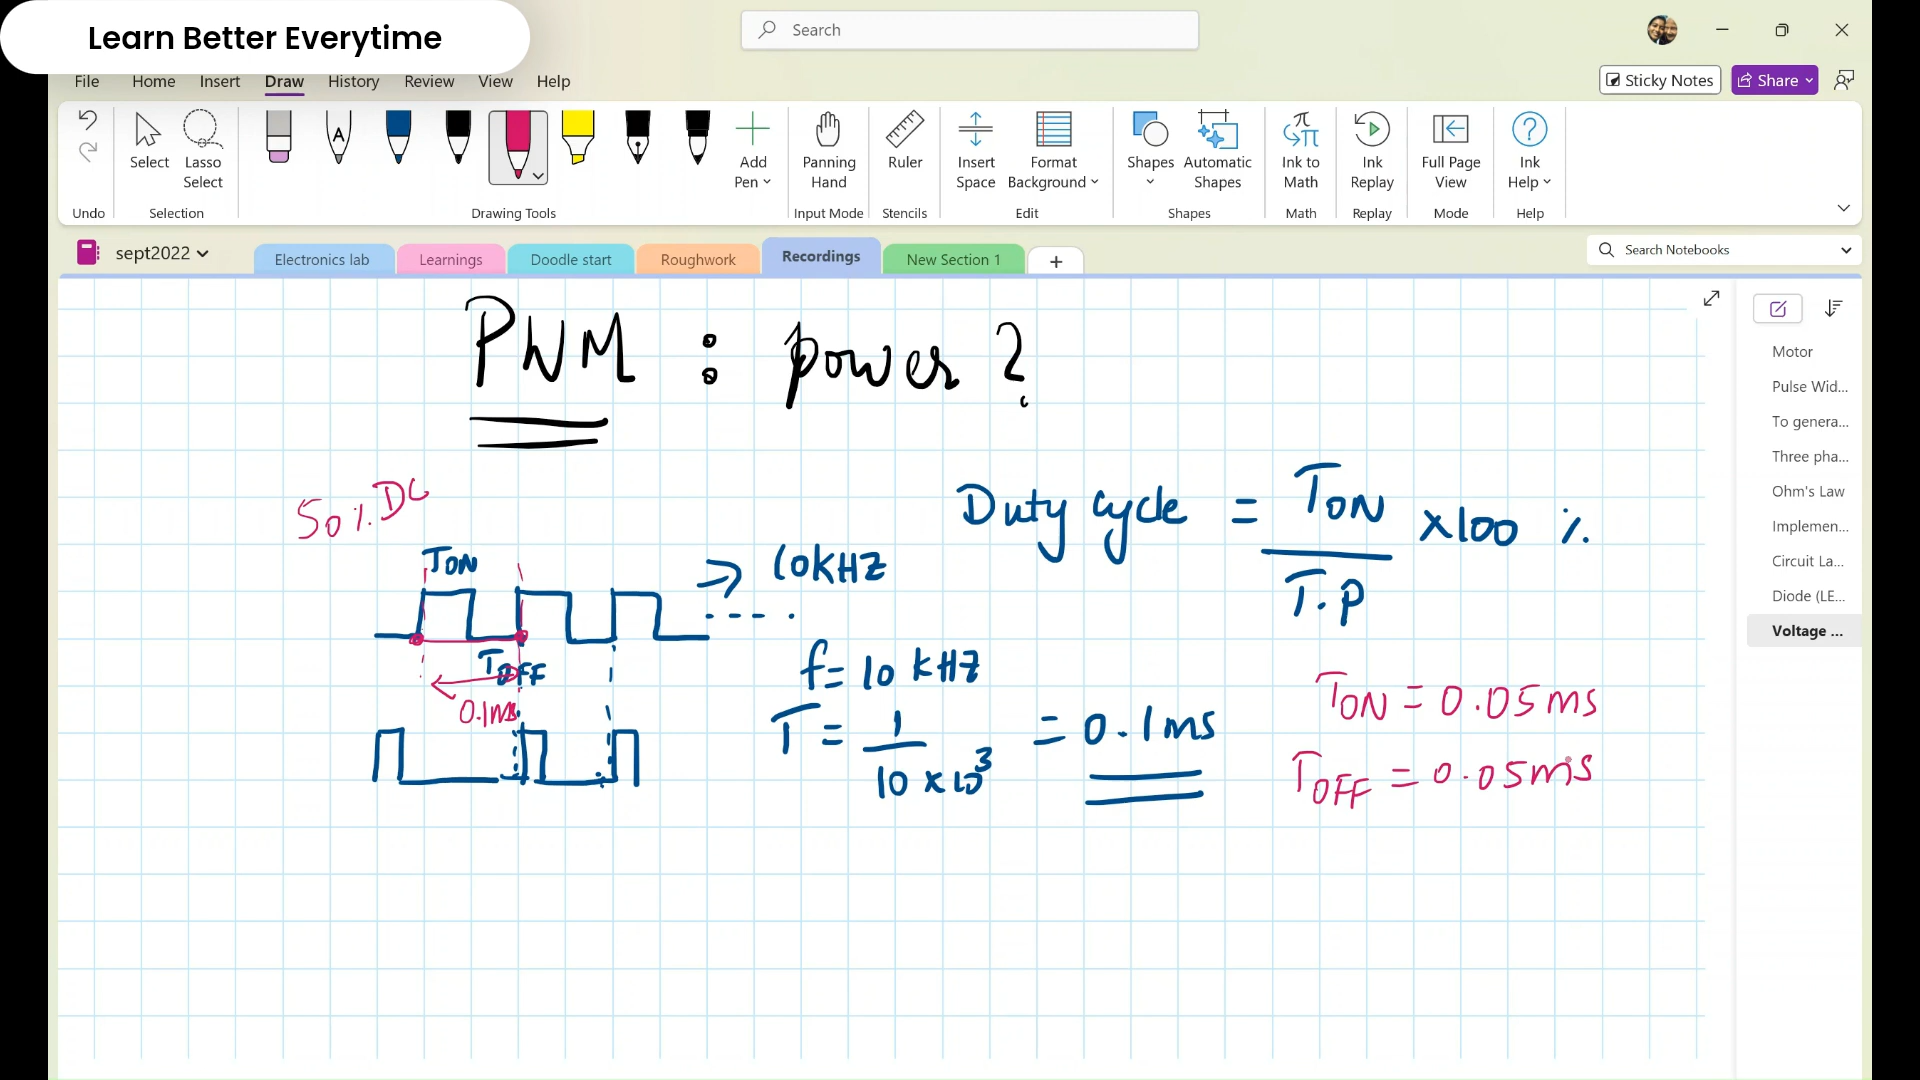 Learn Better Everytime
Search
File Home Insert Draw History Review View Help
Sticky Notes Share
Select Lasso Select Add Pen Panning Hand Ruler Insert Space Format Background Shapes Automatic Shapes Ink to Math Ink Replay Full Page View Ink Help
Undo Selection Drawing Tools Input Mode Stencils Edit Shapes Math Replay Mode Help
sept2022 Electronics lab Learnings Doodle start Roughwork Recordings New Section 1 + Search Notebooks
PWM : power ?
50 % DC
Duty cycle = TON / T.P ×100 %
TON
→ 10KHZ
TOFF
0.1ms
f = 10 KHZ
T = 1 / 10 × 10³ = 0.1ms
TON = 0.05ms
TOFF = 0.05ms
Motor
Pulse Wid...
To genera...
Three pha...
Ohm's Law
Implemen...
Circuit La...
Diode (LE...
Voltage ...